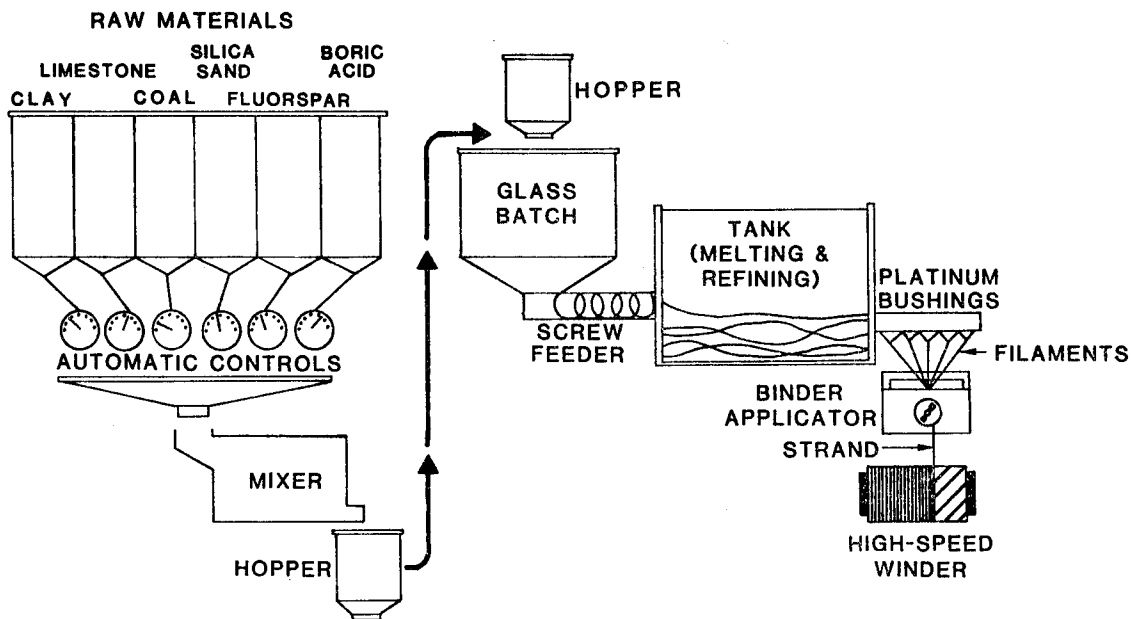 RAW MATERIALS
LIMESTONE
SILICA
SAND
BORIC
ACID
CLAY
COAL
FLUORSPAR
AUTOMATIC CONTROLS
MIXER
HOPPER
HOPPER
GLASS
BATCH
SCREW
FEEDER
TANK
(MELTING &
REFINING)
PLATINUM
BUSHINGS
FILAMENTS
BINDER
APPLICATOR
STRAND
HIGH-SPEED
WINDER